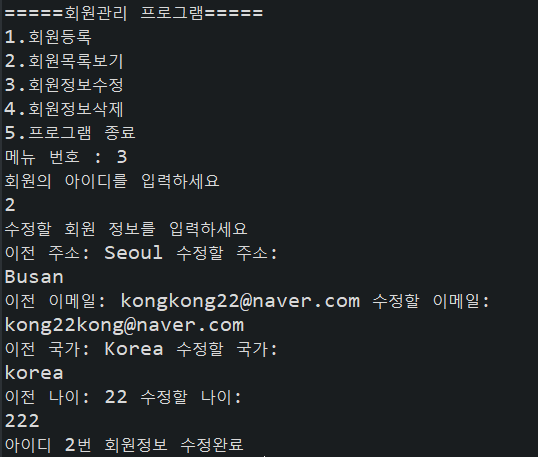 =====회원관리 프로그램=====
1.회원등록
2.회원목록보기
3.회원정보수정
4.회원정보삭제
5.프로그램 종료
메뉴 번호 : 3
회원의 아이디를 입력하세요
2
수정할 회원 정보를 입력하세요
이전 주소: Seoul 수정할 주소:
Busan
이전 이메일: kongkong22@naver.com 수정할 이메일:
kong22kong@naver.com
이전 국가: Korea 수정할 국가:
korea
이전 나이: 22 수정할 나이:
222
아이디 2번 회원정보 수정완료